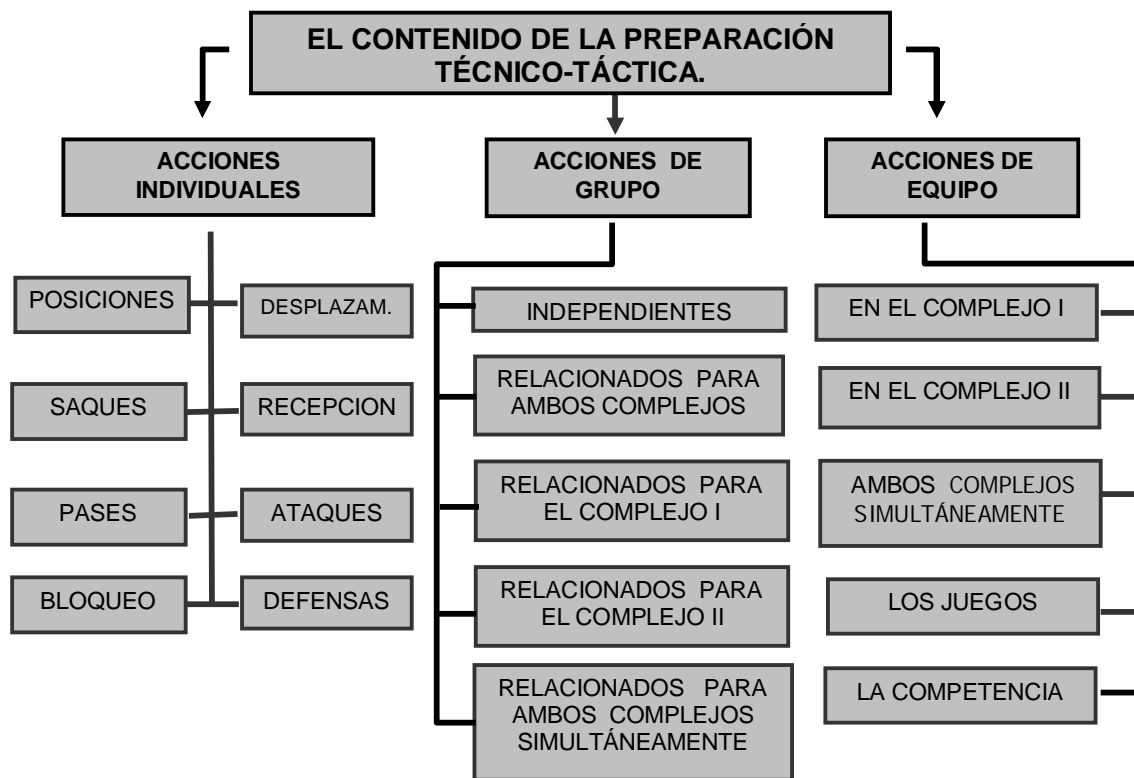 EL CONTENIDO DE LA PREPARACIÓN
TÉCNICO-TÁCTICA.
ACCIONES
INDIVIDUALES
POSICIONES
DESPLAZAM.
SAQUES
RECEPCION
PASES
ATAQUES
BLOQUEO
DEFENSAS
ACCIONES DE
GRUPO
INDEPENDIENTES
RELACIONADOS PARA
AMBOS COMPLEJOS
RELACIONADOS PARA
EL COMPLEJO I
RELACIONADOS PARA
EL COMPLEJO II
RELACIONADOS PARA
AMBOS COMPLEJOS
SIMULTÁNEAMENTE
ACCIONES DE
EQUIPO
EN EL COMPLEJO I
EN EL COMPLEJO II
AMBOS COMPLEJOS
SIMULTÁNEAMENTE
LOS JUEGOS
LA COMPETENCIA